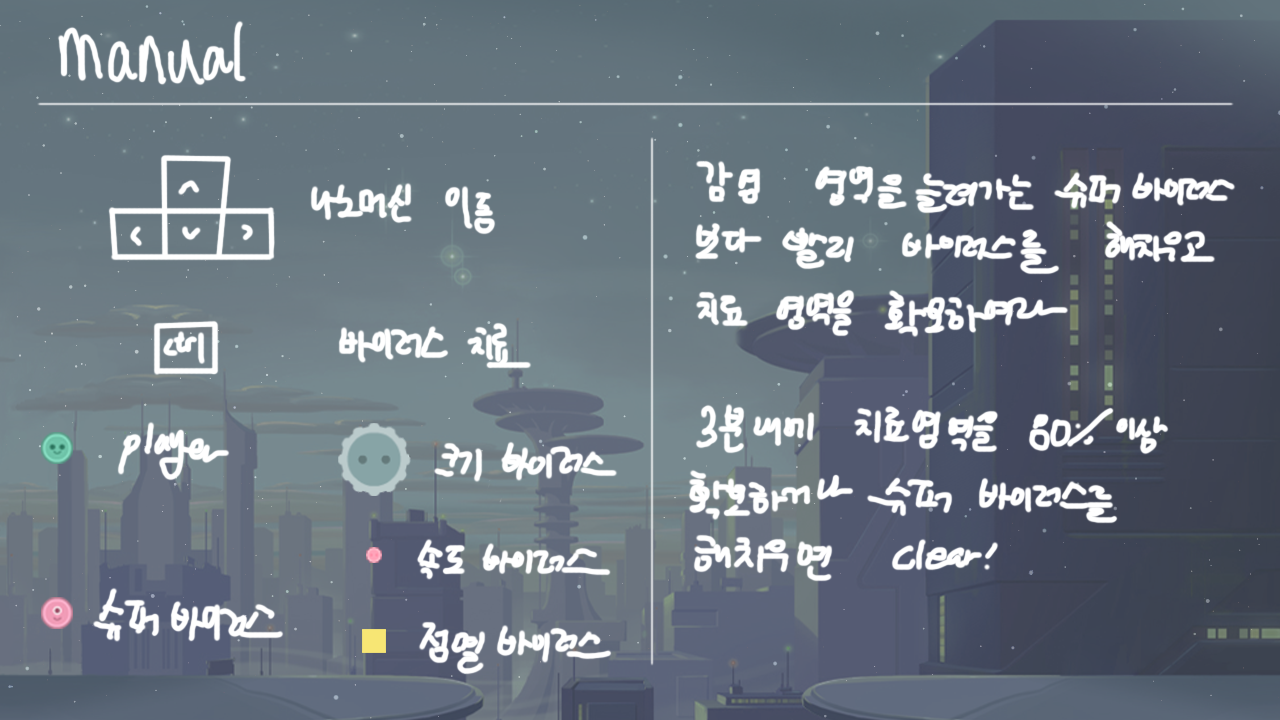 manual
나노머신 이동
ctrl
바이러스 치료
player
크기 바이러스
속도 바이러스
슈퍼 바이러스
점멸 바이러스
감염 영역을 늘려가는 슈퍼 바이러스
보다 빨리 바이러스를 해치우고
치료 영역을 확보하여라
3분내에 치료영역을 80% 이상
확보하거나 슈퍼 바이러스를
해치우면 clear!